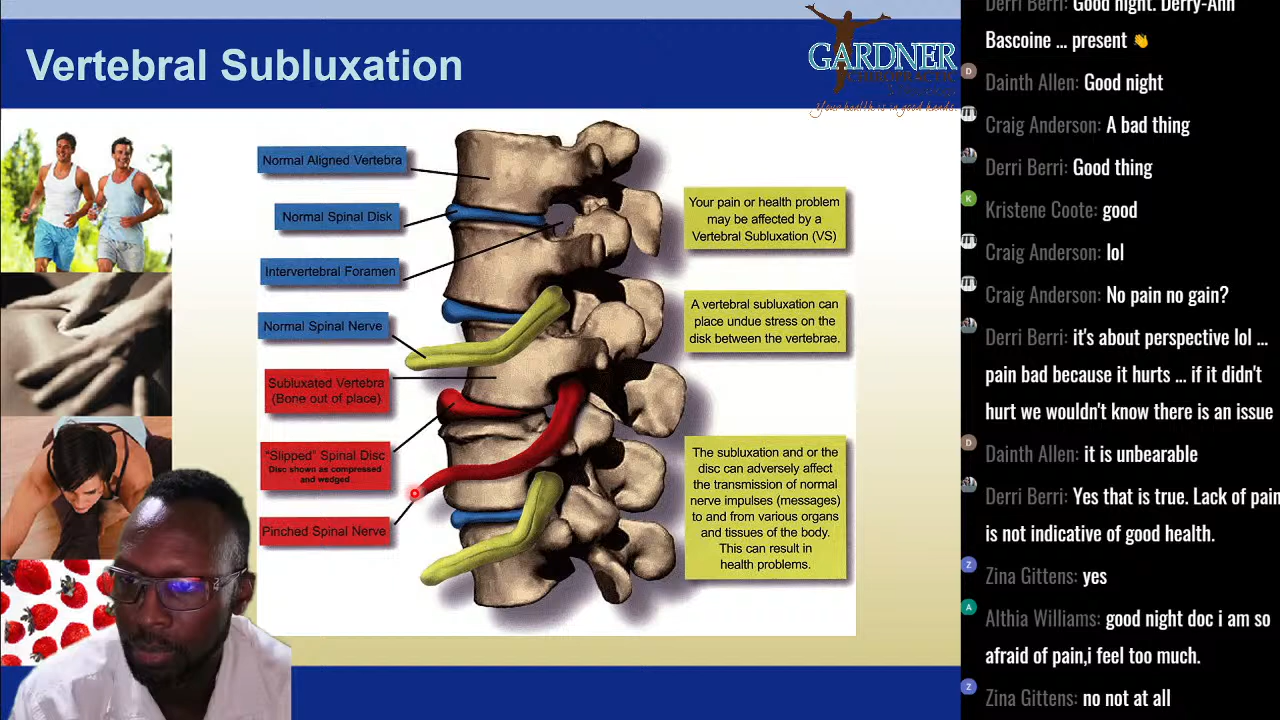 Vertebral Subluxation
GARDNER
CHIROPRACTIC
Your health is in good hands.
Normal Aligned Vertebra
Normal Spinal Disk
Intervertebral Foramen
Normal Spinal Nerve
Subluxated Vertebra
(Bone out of place)
"Slipped" Spinal Disc
Disc shown as compressed
and wedged
Pinched Spinal Nerve
Your pain or health problem
may be affected by a
Vertebral Subluxation (VS)
A vertebral subluxation can
place undue stress on the
disk between the vertebrae.
The subluxation and or the
disc can adversely affect
the transmission of normal
nerve impulses (messages)
to and from various organs
and tissues of the body.
This can result in
health problems.
Derri Berri: Good night. Derry-Ann
Bascoine ... present 👏
D
Dainth Allen: Good night
Craig Anderson: A bad thing
Derri Berri: Good thing
K
Kristene Coote: good
Craig Anderson: lol
Craig Anderson: No pain no gain?
Derri Berri: it's about perspective lol ...
pain bad because it hurts ... if it didn't
hurt we wouldn't know there is an issue
D
Dainth Allen: it is unbearable
Derri Berri: Yes that is true. Lack of pain
is not indicative of good health.
Z
Zina Gittens: yes
A
Althia Williams: good night doc i am so
afraid of pain,i feel too much.
Z
Zina Gittens: no not at all